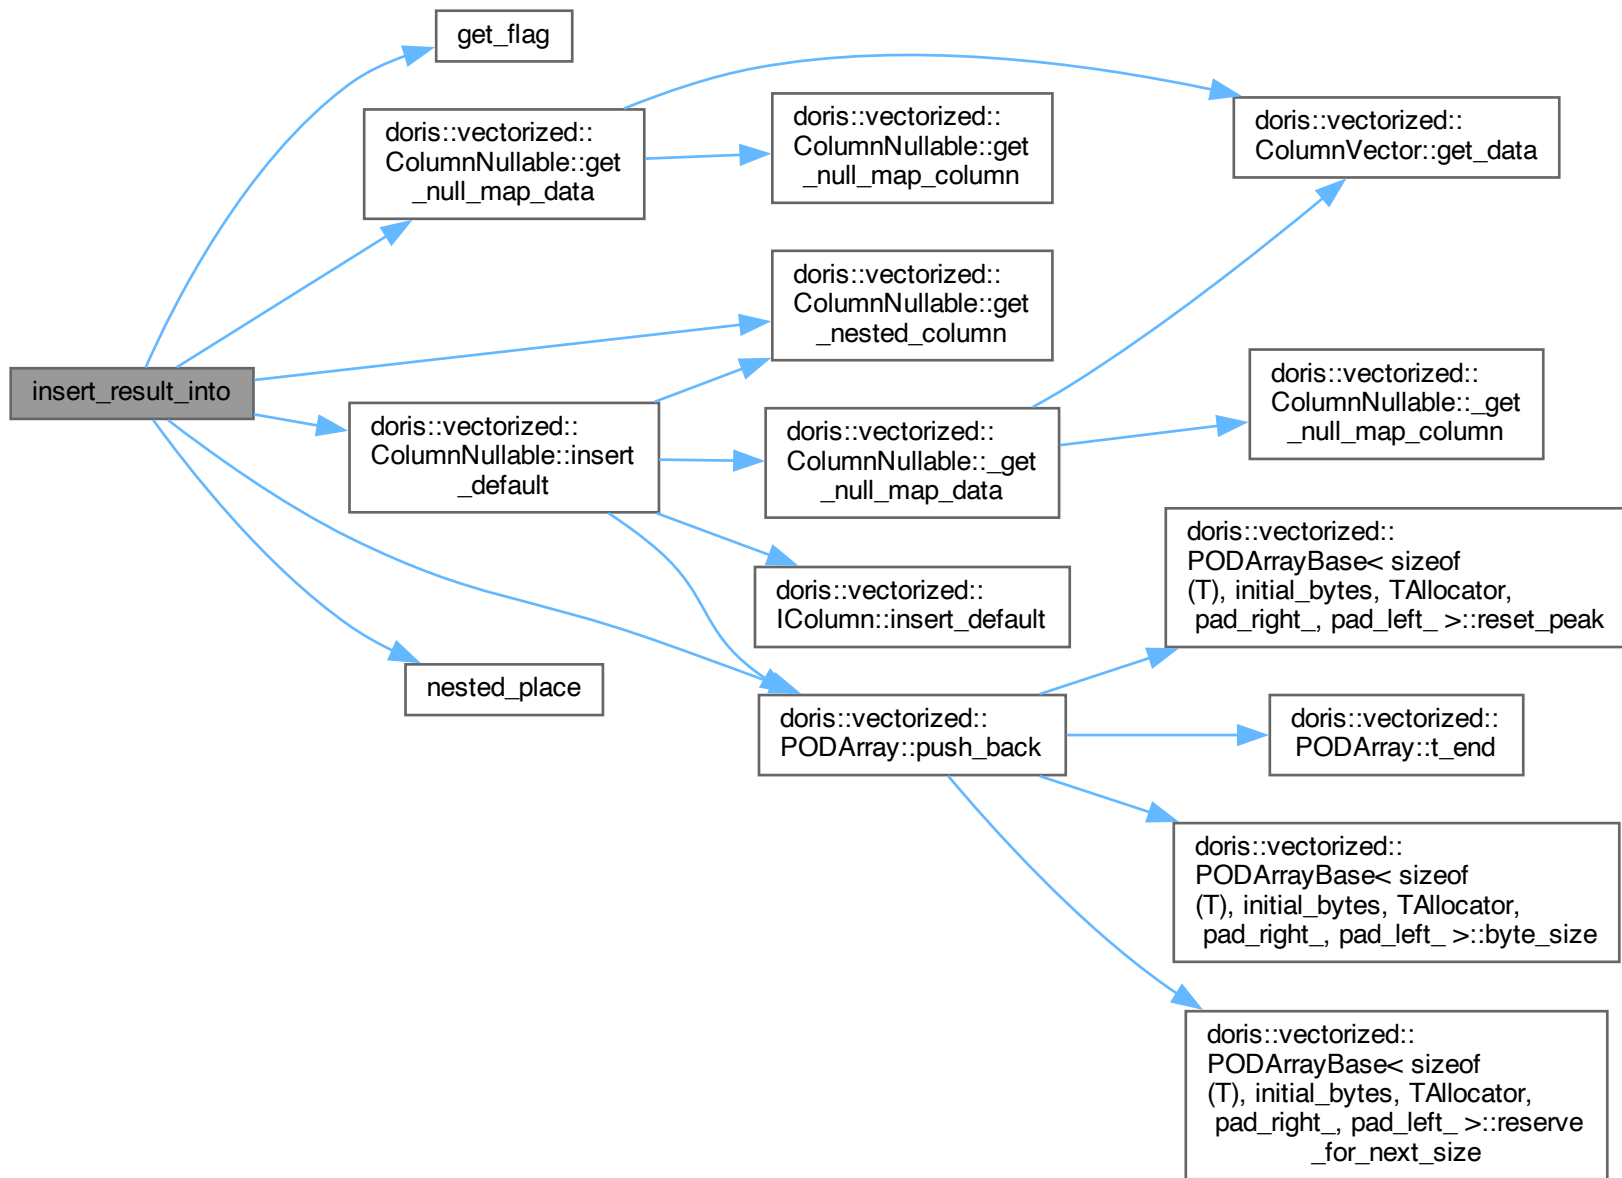 get_flag
doris::vectorized::
ColumnNullable::get
_null_map_data
doris::vectorized::
ColumnNullable::get
_null_map_column
doris::vectorized::
ColumnVector::get_data
doris::vectorized::
ColumnNullable::get
_nested_column
insert_result_into
doris::vectorized::
ColumnNullable::insert
_default
doris::vectorized::
ColumnNullable::_get
_null_map_data
doris::vectorized::
ColumnNullable::_get
_null_map_column
doris::vectorized::
IColumn::insert_default
doris::vectorized::
PODArrayBase< sizeof
(T), initial_bytes, TAllocator,
pad_right_, pad_left_ >::reset_peak
nested_place
doris::vectorized::
PODArray::push_back
doris::vectorized::
PODArray::t_end
doris::vectorized::
PODArrayBase< sizeof
(T), initial_bytes, TAllocator,
pad_right_, pad_left_ >::byte_size
doris::vectorized::
PODArrayBase< sizeof
(T), initial_bytes, TAllocator,
pad_right_, pad_left_ >::reserve
_for_next_size